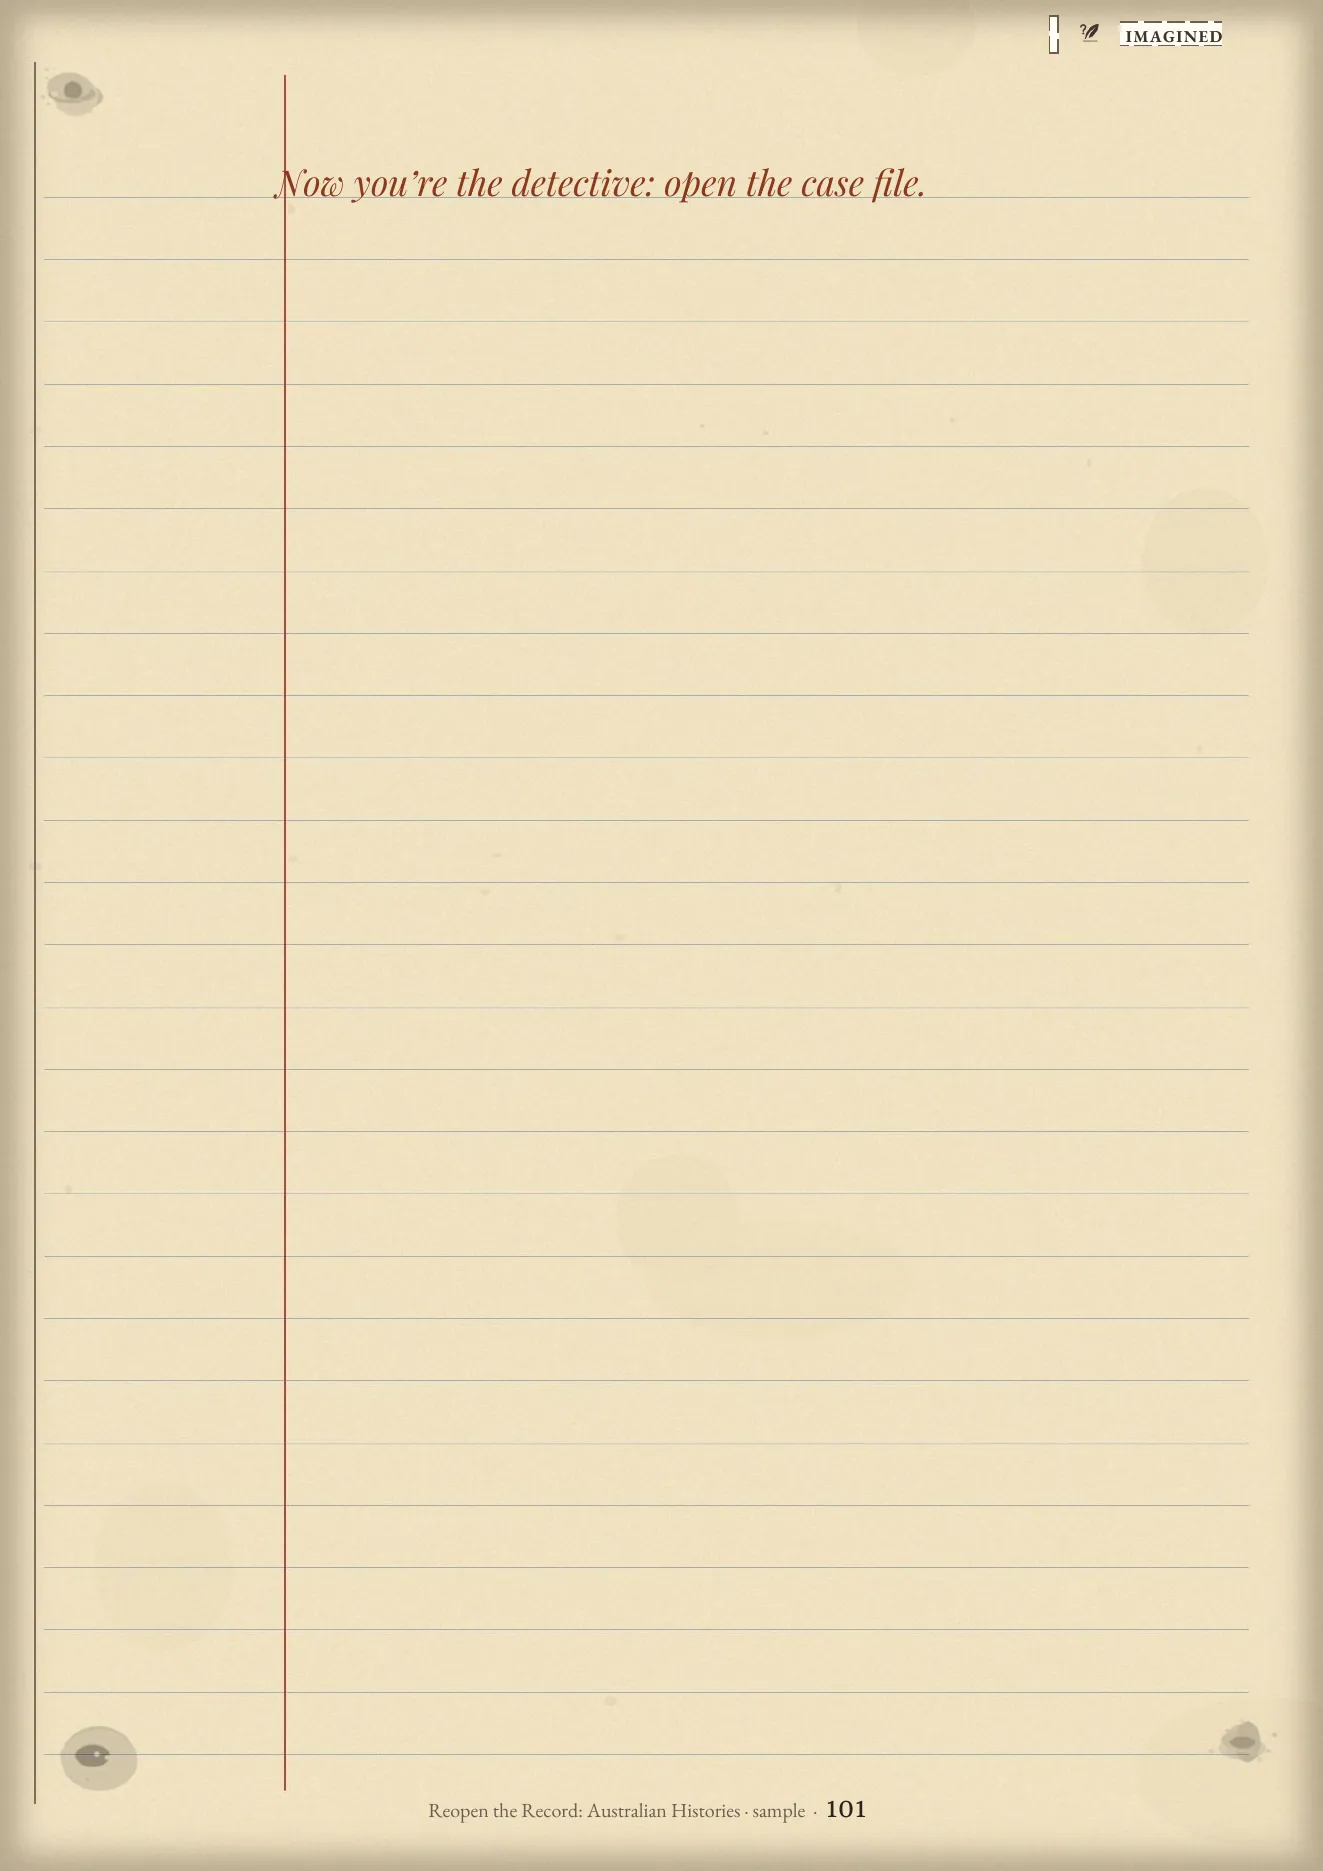 IMAGINED
Now you’re the detective: open the case file.
Reopen the Record: Australian Histories · sample · 101